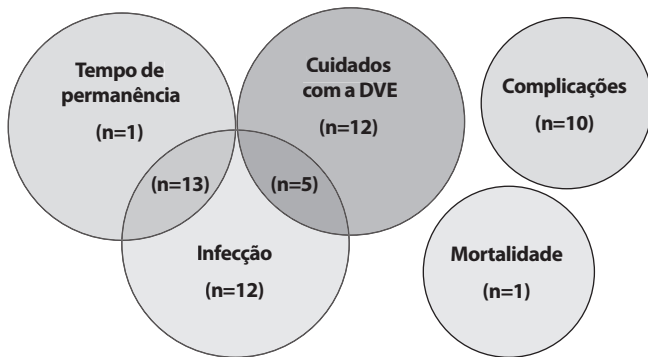 Tempo de
permanência
(n=1)
Cuidados
com a DVE
(n=12)
Complicações
(n=10)
(n=13)
(n=5)
Infecção
(n=12)
Mortalidade
(n=1)